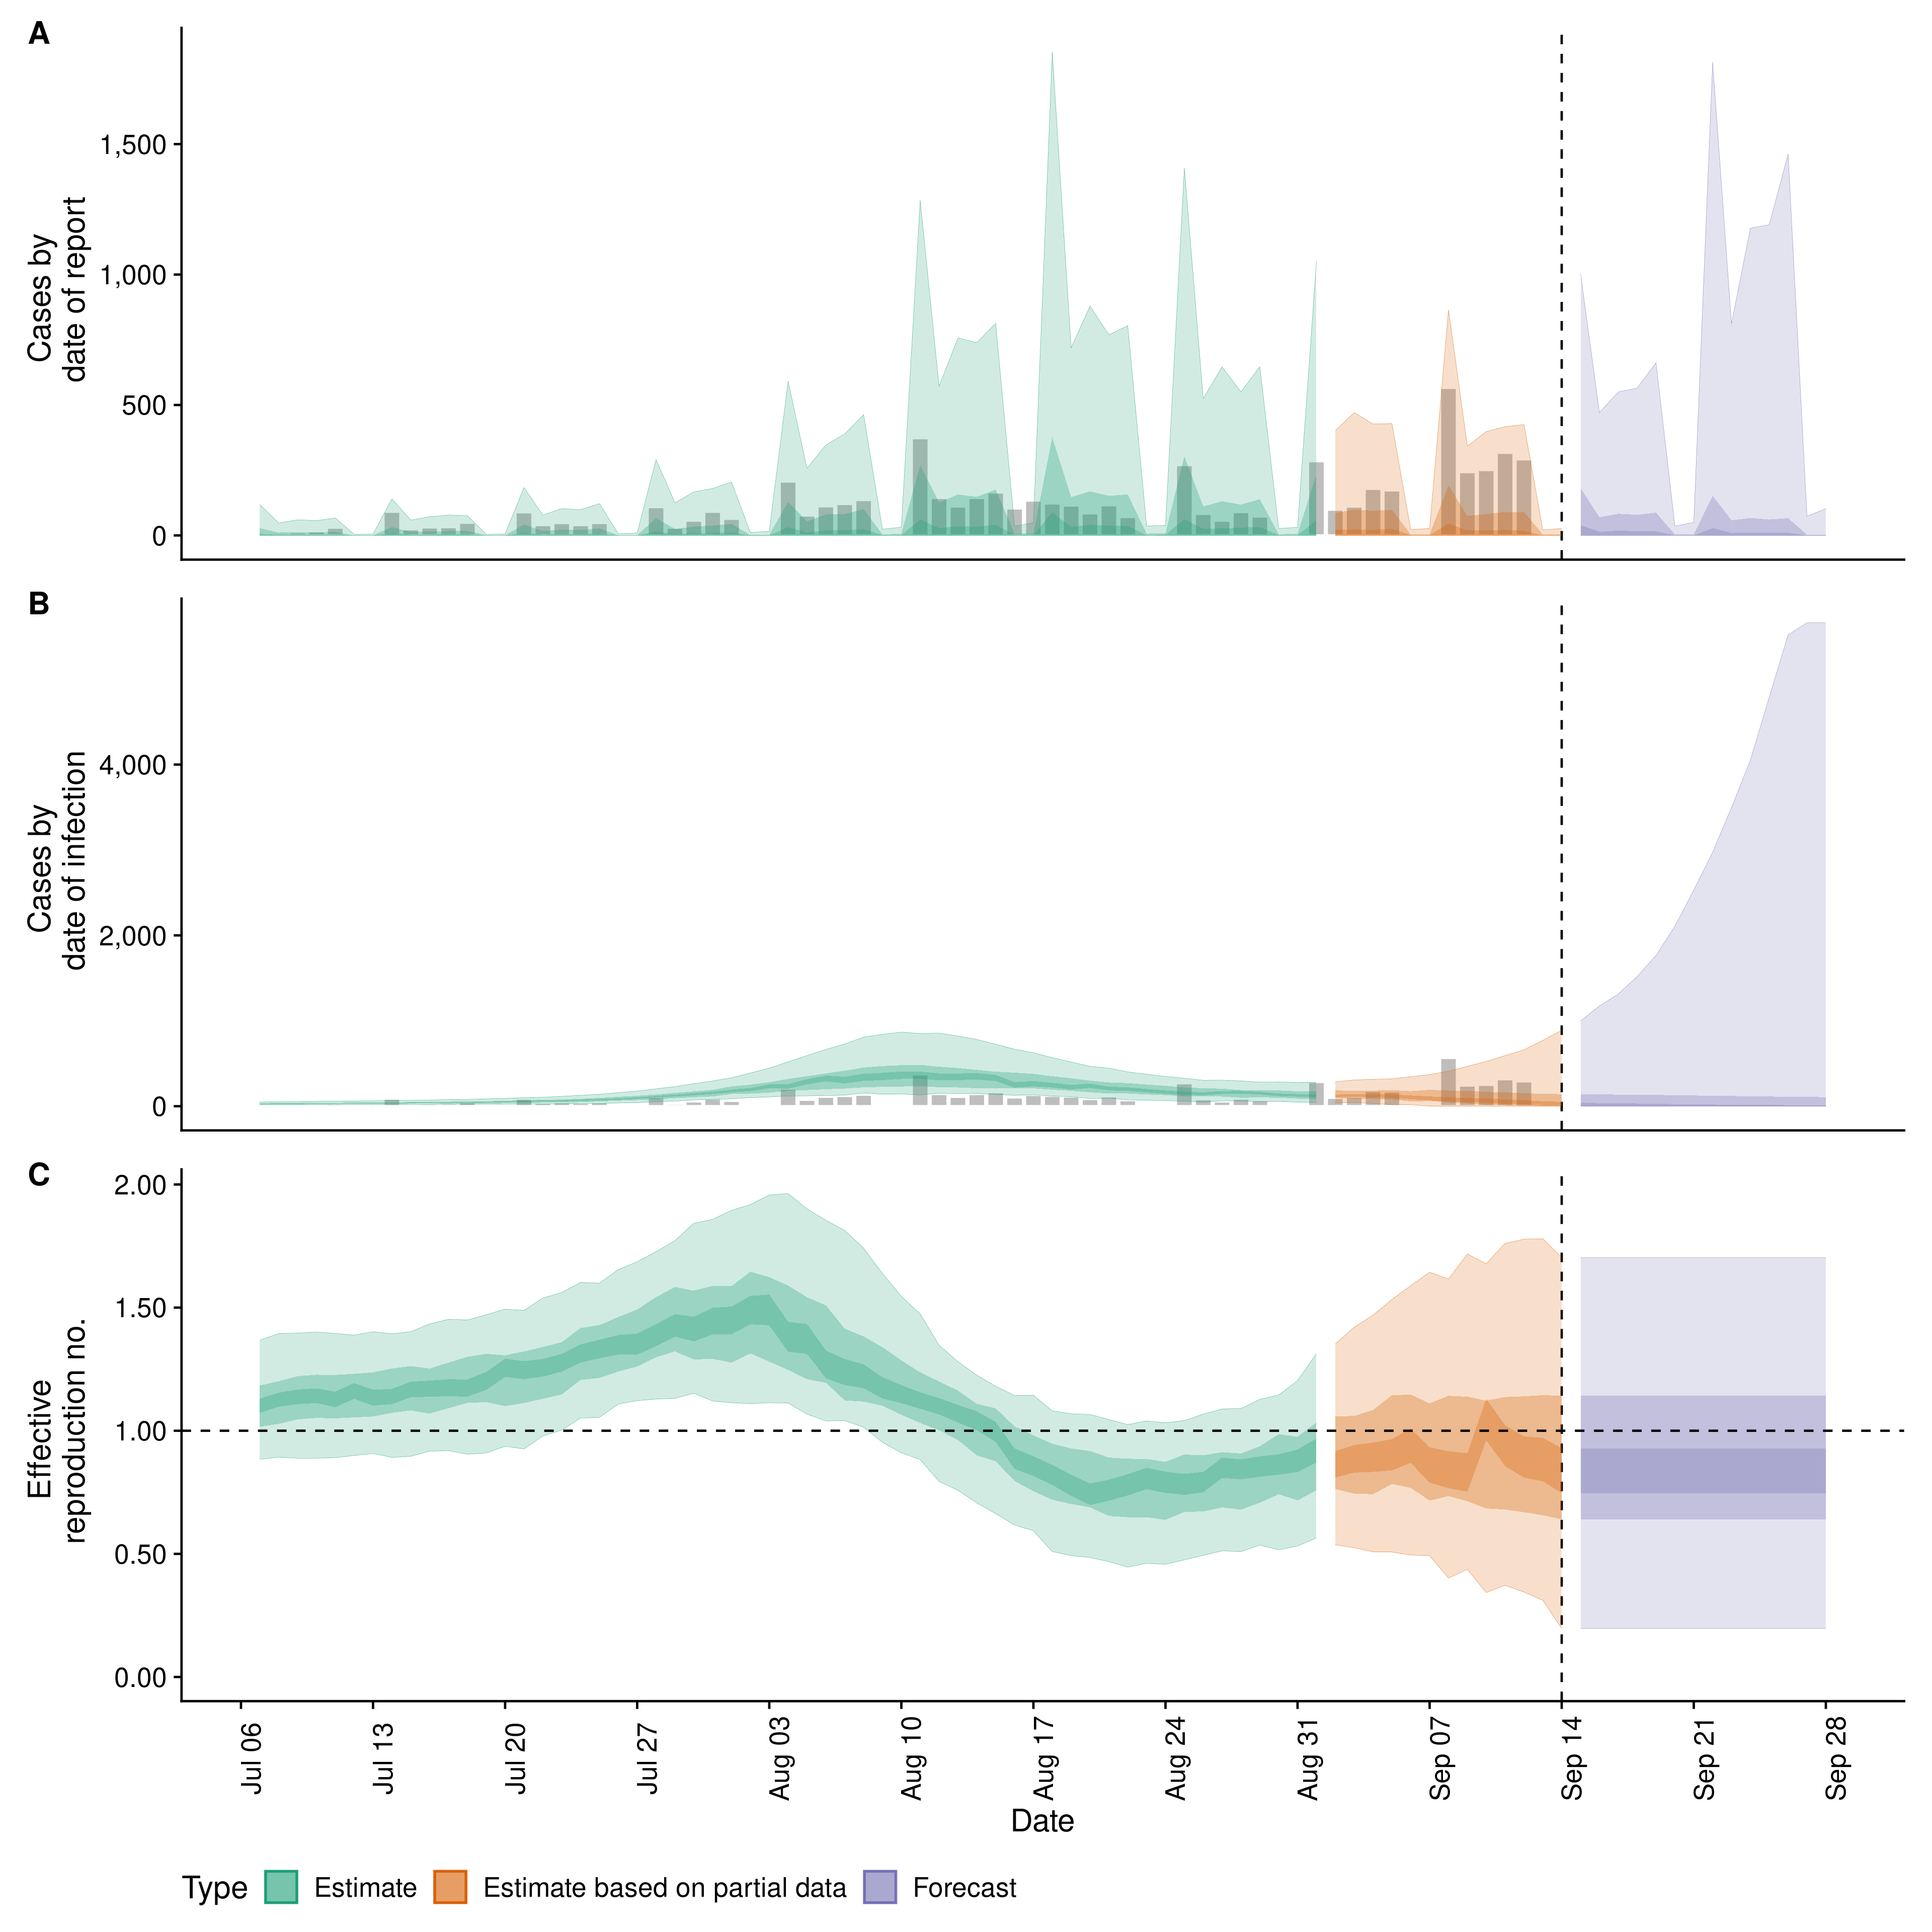 A
Cases by
date of report
1,500
1,000
500
0
B
Cases by
date of infection
4,000
2,000
0
C
Effective
reproduction no.
2.00
1.50
1.00
0.50
0.00
Jul 06
Jul 13
Jul 20
Jul 27
Aug 03
Aug 10
Aug 17
Aug 24
Aug 31
Sep 07
Sep 14
Sep 21
Sep 28
Date
Type Estimate Estimate based on partial data Forecast